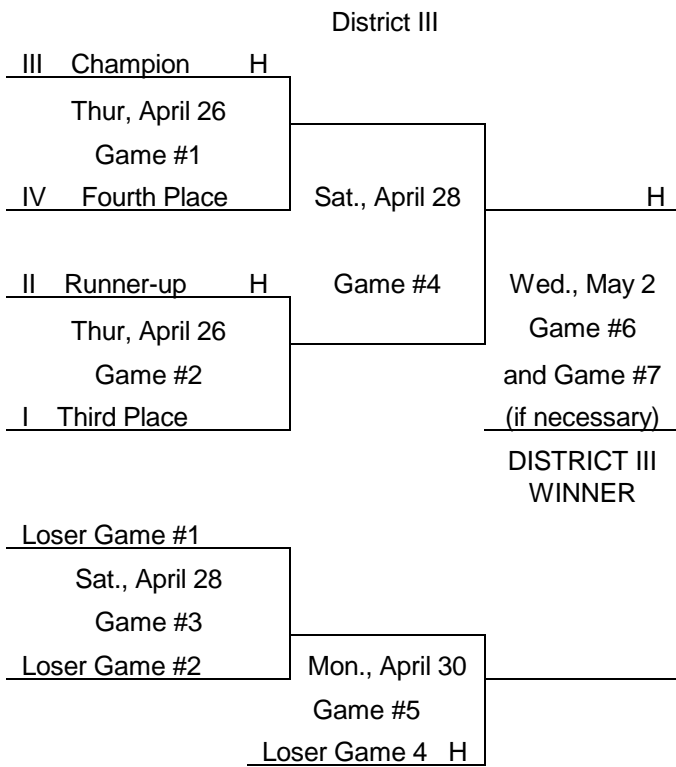 District III
III Champion H
Thur, April 26
Game #1
IV Fourth Place
Sat., April 28
H
II Runner-up H
Game #4
Wed., May 2
Thur, April 26
Game #6
Game #2
and Game #7
I Third Place
(if necessary)
DISTRICT III
WINNER
Loser Game #1
Sat., April 28
Game #3
Loser Game #2
Mon., April 30
Game #5
Loser Game 4 H